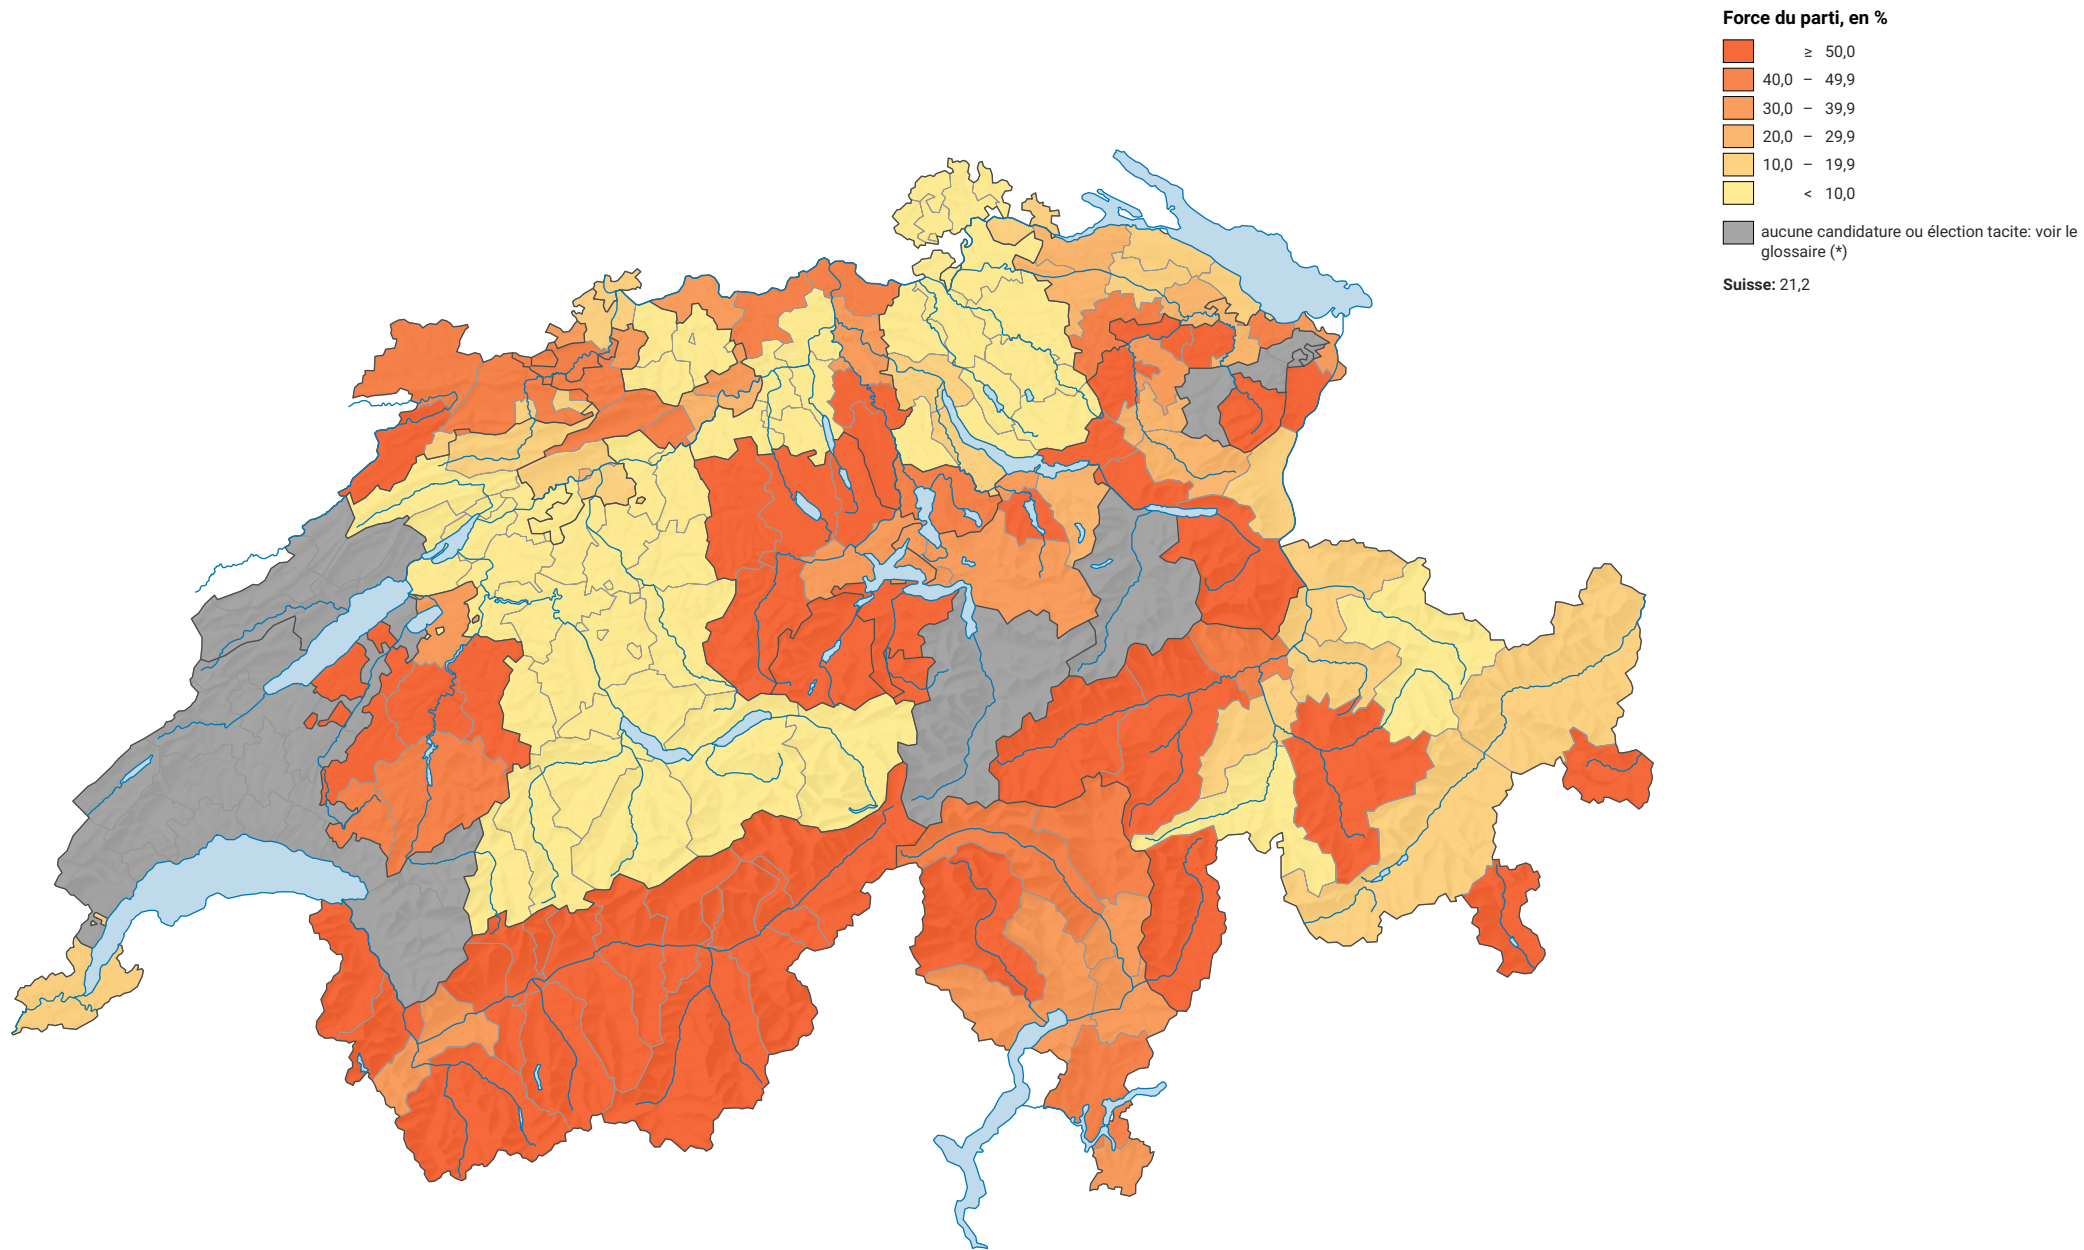 Force du parti, en %
≥ 50,0
40,0 – 49,9
30,0 – 39,9
20,0 – 29,9
10,0 – 19,9
< 10,0
aucune candidature ou élection tacite: voir le
glossaire (*)
Suisse: 21,2